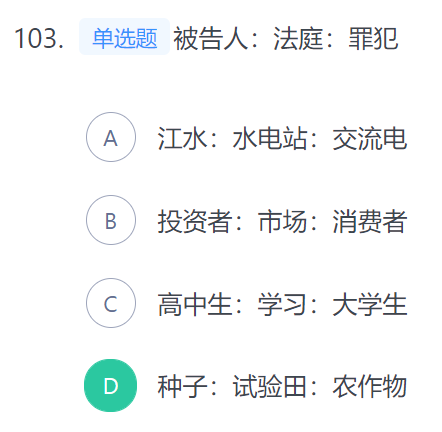 103. 单选题 被告人：法庭：罪犯
A 江水：水电站：交流电
B 投资者：市场：消费者
C 高中生：学习：大学生
D 种子：试验田：农作物